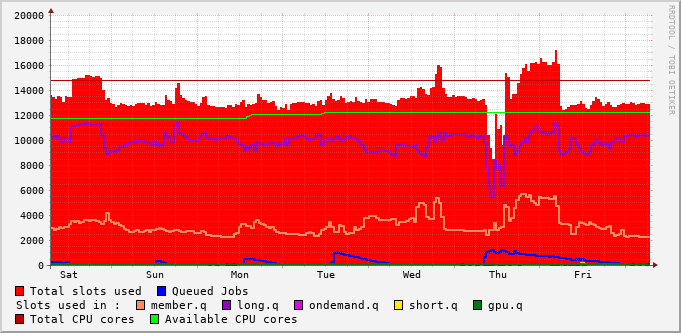 20000
18000
16000
14000
12000
10000
8000
6000
4000
2000
0
Sat Sun Mon Tue Wed Thu Fri
RRDTOOL / TOBI OETIKER
Total slots used Queued Jobs
Slots used in : member.q long.q ondemand.q short.q gpu.q
Total CPU cores Available CPU cores